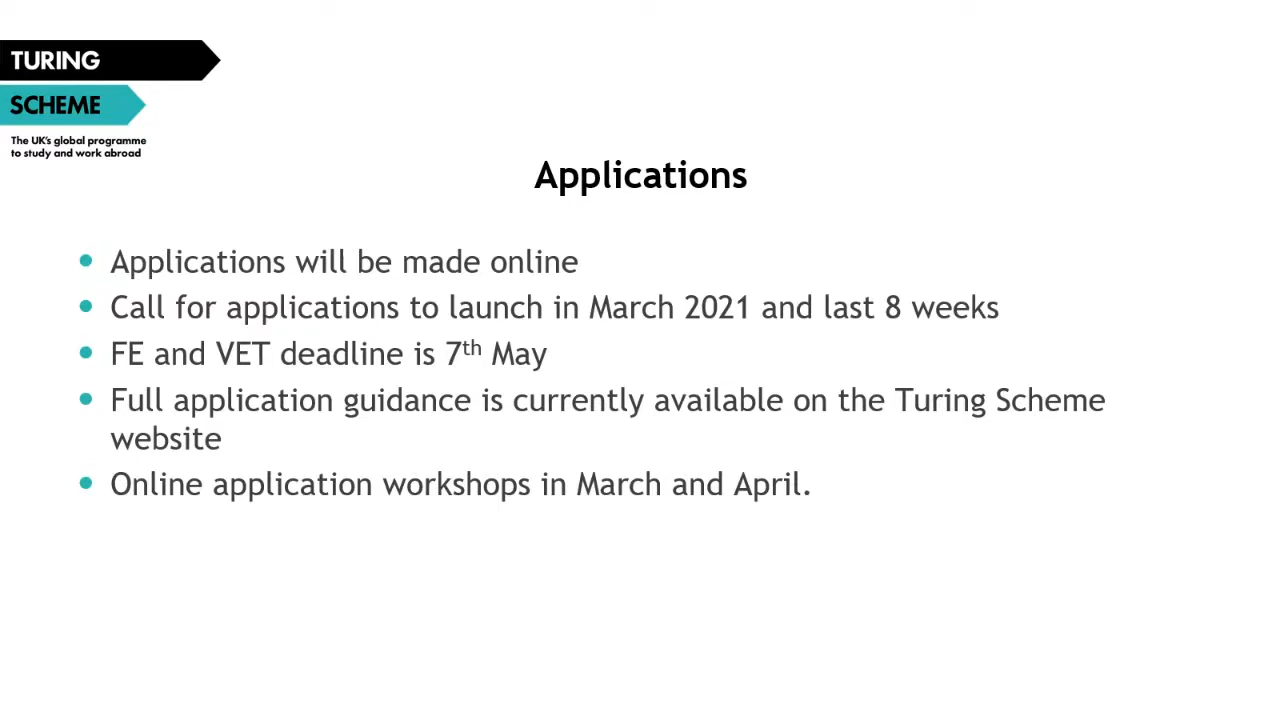 TURING
SCHEME
The UK's global programme
to study and work abroad
Applications
• Applications will be made online
• Call for applications to launch in March 2021 and last 8 weeks
• FE and VET deadline is 7th May
• Full application guidance is currently available on the Turing Scheme
website
• Online application workshops in March and April.